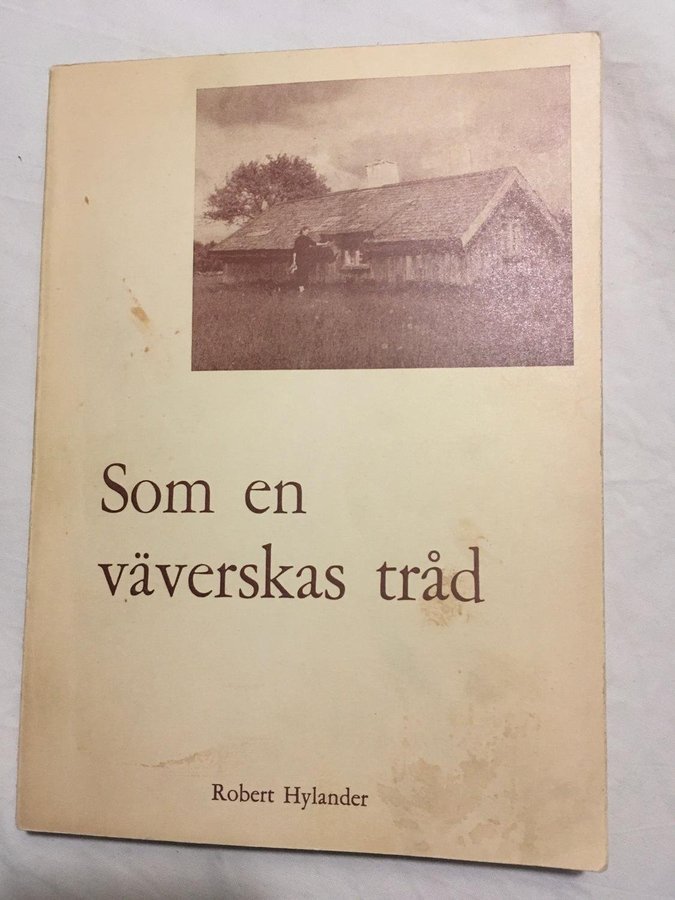 Som en
väverskas tråd
Robert Hylander